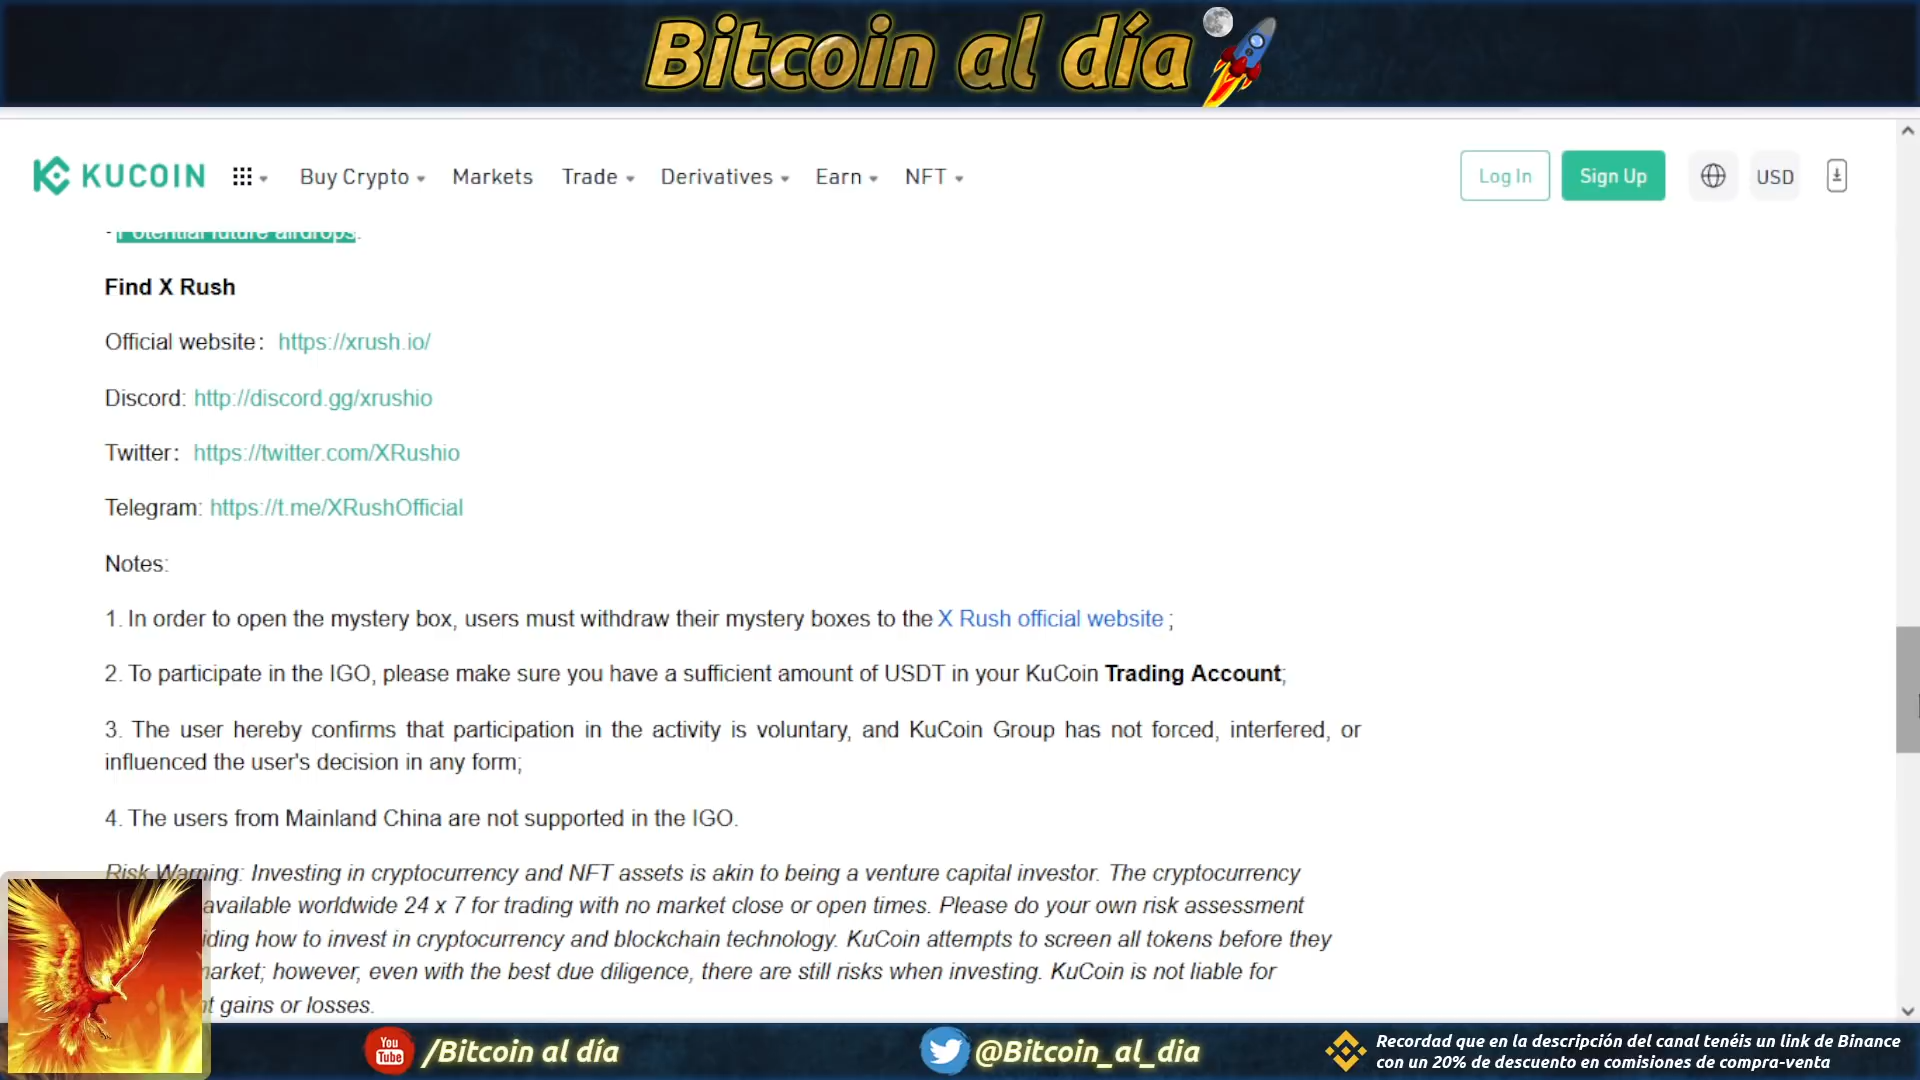 Bitcoin al día
KUCOIN
Buy Crypto
Markets
Trade
Derivatives
Earn
NFT
Log In
Sign Up
USD
- Potential future airdrops.
Find X Rush
Official website： https://xrush.io/
Discord: http://discord.gg/xrushio
Twitter： https://twitter.com/XRushio
Telegram: https://t.me/XRushOfficial
Notes:
1. In order to open the mystery box, users must withdraw their mystery boxes to the X Rush official website ;
2. To participate in the IGO, please make sure you have a sufficient amount of USDT in your KuCoin Trading Account;
3. The user hereby confirms that participation in the activity is voluntary, and KuCoin Group has not forced, interfered, or
influenced the user's decision in any form;
4. The users from Mainland China are not supported in the IGO.
Risk Warning: Investing in cryptocurrency and NFT assets is akin to being a venture capital investor. The cryptocurrency
available worldwide 24 x 7 for trading with no market close or open times. Please do your own risk assessment
how to invest in cryptocurrency and blockchain technology. KuCoin attempts to screen all tokens before they
market; however, even with the best due diligence, there are still risks when investing. KuCoin is not liable for
gains or losses.
You Tube
/Bitcoin al día
@Bitcoin_al_dia
Recordad que en la descripción del canal tenéis un link de Binance
con un 20% de descuento en comisiones de compra-venta